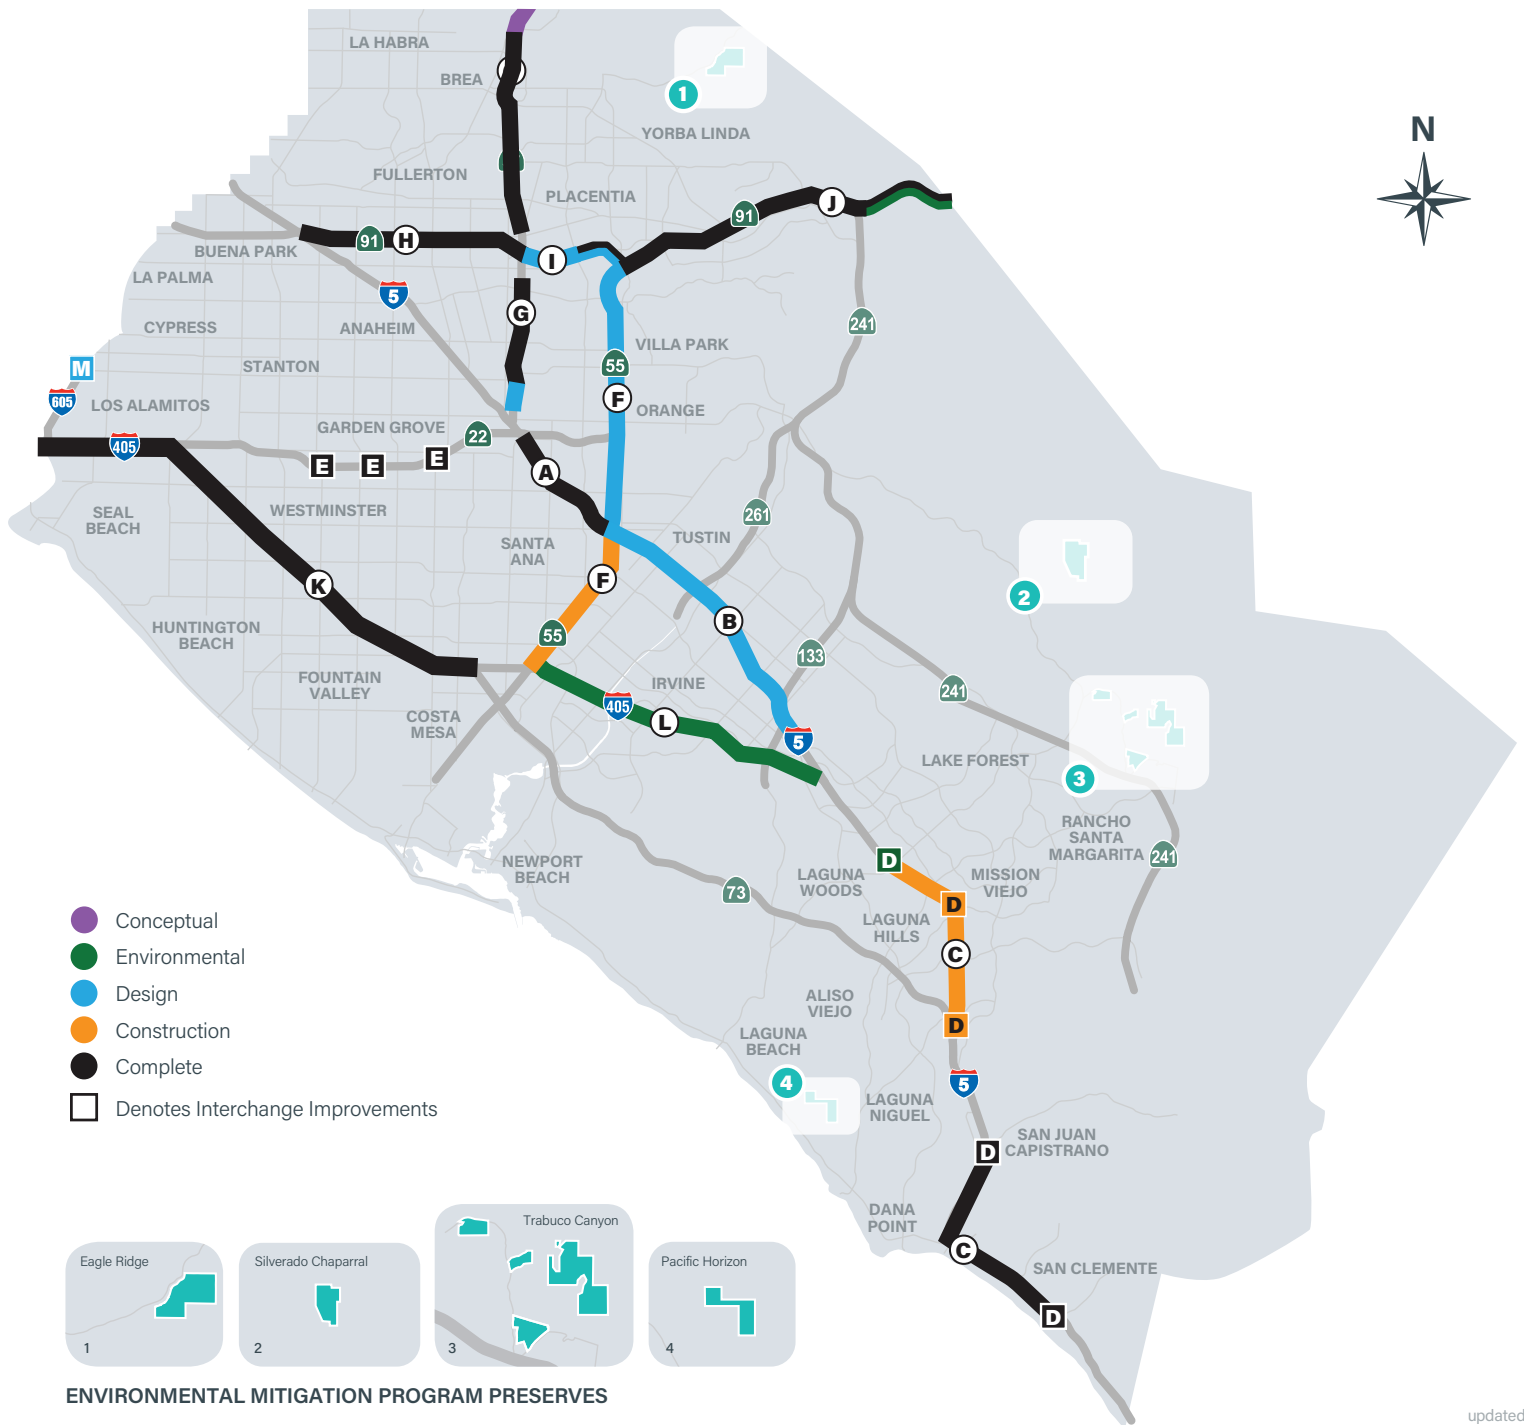 LA HABRA
BREA
1
YORBA LINDA
N
FULLERTON
PLACENTIA
91
J
91
H
BUENA PARK
I
LA PALMA
5
G
CYPRESS
ANAHEIM
241
VILLA PARK
M
STANTON
55
605
LOS ALAMITOS
F
ORANGE
GARDEN GROVE
22
405
E
E
E
A
SEAL
BEACH
WESTMINSTER
261
SANTA
ANA
TUSTIN
K
F
2
B
HUNTINGTON
BEACH
55
133
FOUNTAIN
VALLEY
IRVINE
241
COSTA
MESA
405
L
5
LAKE FOREST
3
RANCHO
SANTA
MARGARITA
241
NEWPORT
BEACH
73
LAGUNA
WOODS
D
MISSION
VIEJO
D
LAGUNA
HILLS
C
ALISO
VIEJO
D
LAGUNA
BEACH
4
5
LAGUNA
NIGUEL
SAN JUAN
CAPISTRANO
D
DANA
POINT
C
SAN CLEMENTE
D
Conceptual
Environmental
Design
Construction
Complete
Denotes Interchange Improvements
Eagle Ridge
1
Silverado Chaparral
2
Trabuco Canyon
3
Pacific Horizon
4
ENVIRONMENTAL MITIGATION PROGRAM PRESERVES
updated